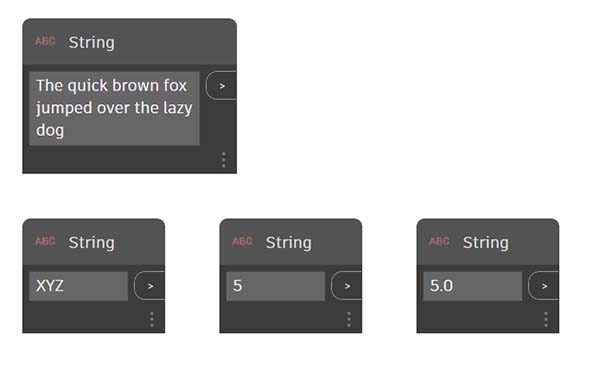 ABC String
The quick brown fox >
jumped over the lazy
dog
ABC String ABC String ABC String
XYZ > 5 > 5.0 >